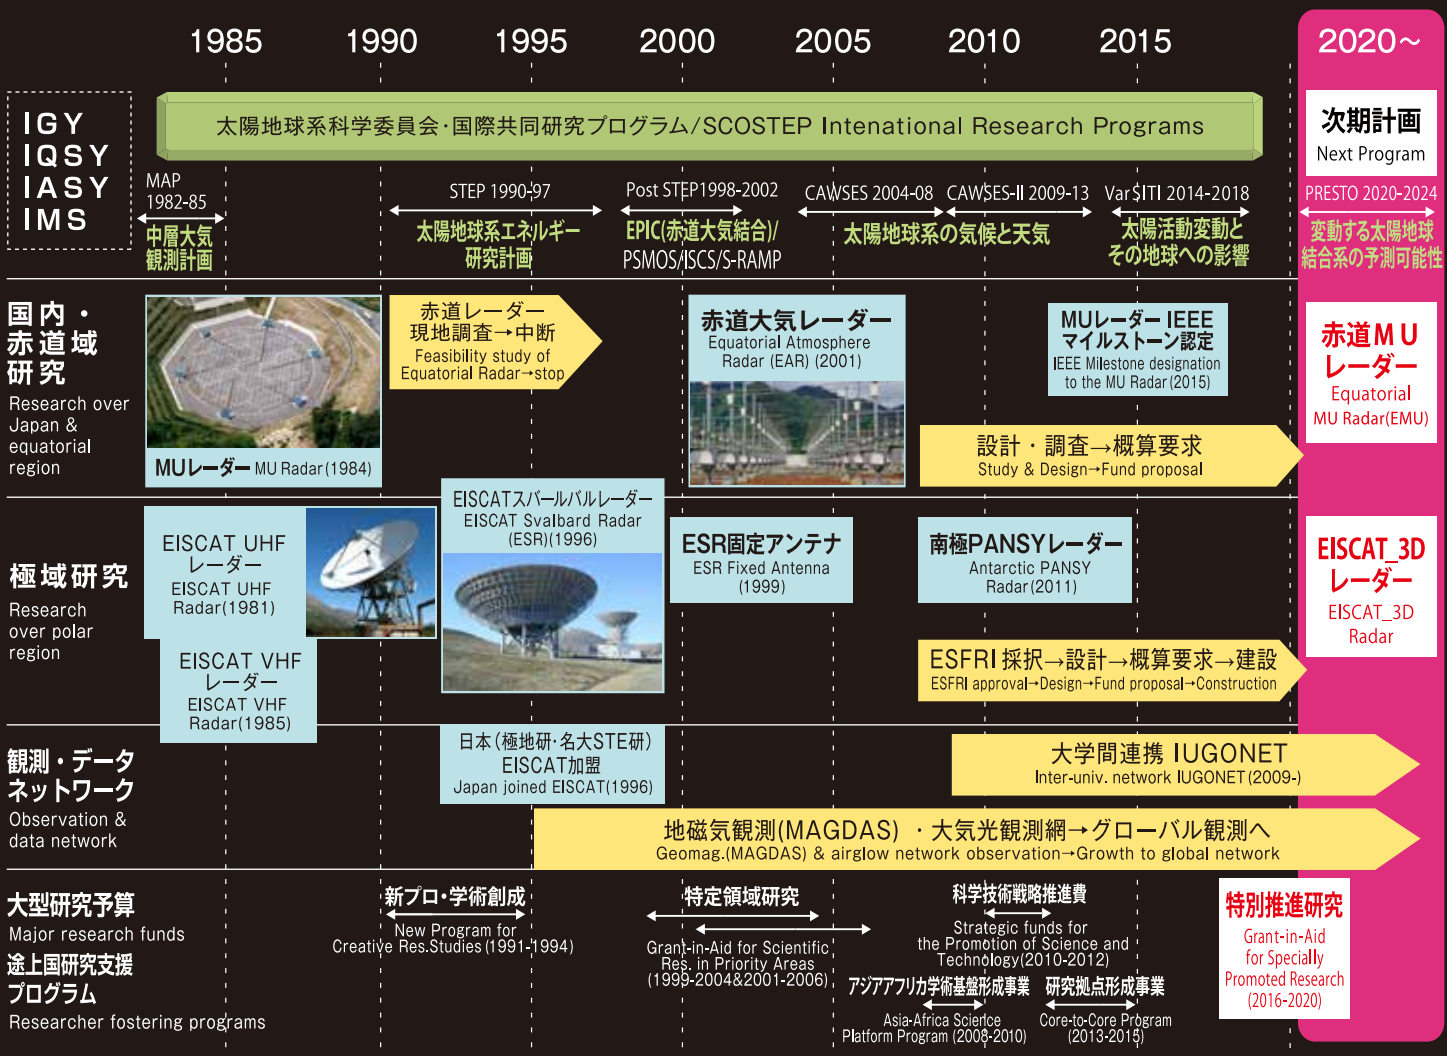 1985
1990
1995
2000
2005
2010
2015
2020～
IGY
IQSY
IASY
IMS
太陽地球系科学委員会・国際共同研究プログラム/SCOSTEP Intenational Research Programs
次期計画
Next Program
MAP
1982-85
中層大気
観測計画
STEP 1990-97
太陽地球系エネルギー
研究計画
Post STEP1998-2002
EPIC(赤道大気結合)/
PSMOS/ISCS/S-RAMP
CAWSES 2004-08
CAWSES-II 2009-13
太陽地球系の気候と天気
VarSITI 2014-2018
太陽活動変動と
その地球への影響
PRESTO 2020-2024
変動する太陽地球
結合系の予測可能性
国内・
赤道域
研究
Research over
Japan &
equatorial
region
MUレーダー MU Radar(1984)
赤道レーダー
現地調査→中断
Feasibility study of
Equatorial Radar→stop
赤道大気レーダー
Equatorial Atmosphere
Radar (EAR) (2001)
MUレーダー IEEE
マイルストーン認定
IEEE Milestone designation
to the MU Radar(2015)
設計・調査→概算要求
Study & Design→Fund proposal
赤道MU
レーダー
Equatorial
MU Radar(EMU)
極域研究
Research
over polar
region
EISCAT UHF
レーダー
EISCAT UHF
Radar(1981)
EISCAT VHF
レーダー
EISCAT VHF
Radar(1985)
EISCATスバールバルレーダー
EISCAT Svalbard Radar
(ESR)(1996)
ESR固定アンテナ
ESR Fixed Antenna
(1999)
南極PANSYレーダー
Antarctic PANSY
Radar(2011)
ESFRI 採択→設計→概算要求→建設
ESFRI approval→Design→Fund proposal→Construction
EISCAT_3D
レーダー
EISCAT_3D
Radar
観測・データ
ネットワーク
Observation &
data network
日本(極地研・名大STE研)
EISCAT加盟
Japan joined EISCAT(1996)
大学間連携 IUGONET
Inter-univ. network IUGONET(2009-)
地磁気観測(MAGDAS)・大気光観測網→グローバル観測へ
Geomag.(MAGDAS) & airglow network observation→Growth to global network
大型研究予算
Major research funds
途上国研究支援
プログラム
Researcher fostering programs
新プロ・学術創成
New Program for
Creative Res.Studies(1991-1994)
特定領域研究
Grant-in-Aid for Scientific
Res. in Priority Areas
(1999-2004&2001-2006)
科学技術戦略推進費
Strategic funds for
the Promotion of Science and
Technology(2010-2012)
アジアアフリカ学術基盤形成事業
Asia-Africa Science
Platform Program (2008-2010)
研究拠点形成事業
Core-to-Core Program
(2013-2015)
特別推進研究
Grant-in-Aid
for Specially
Promoted Research
(2016-2020)